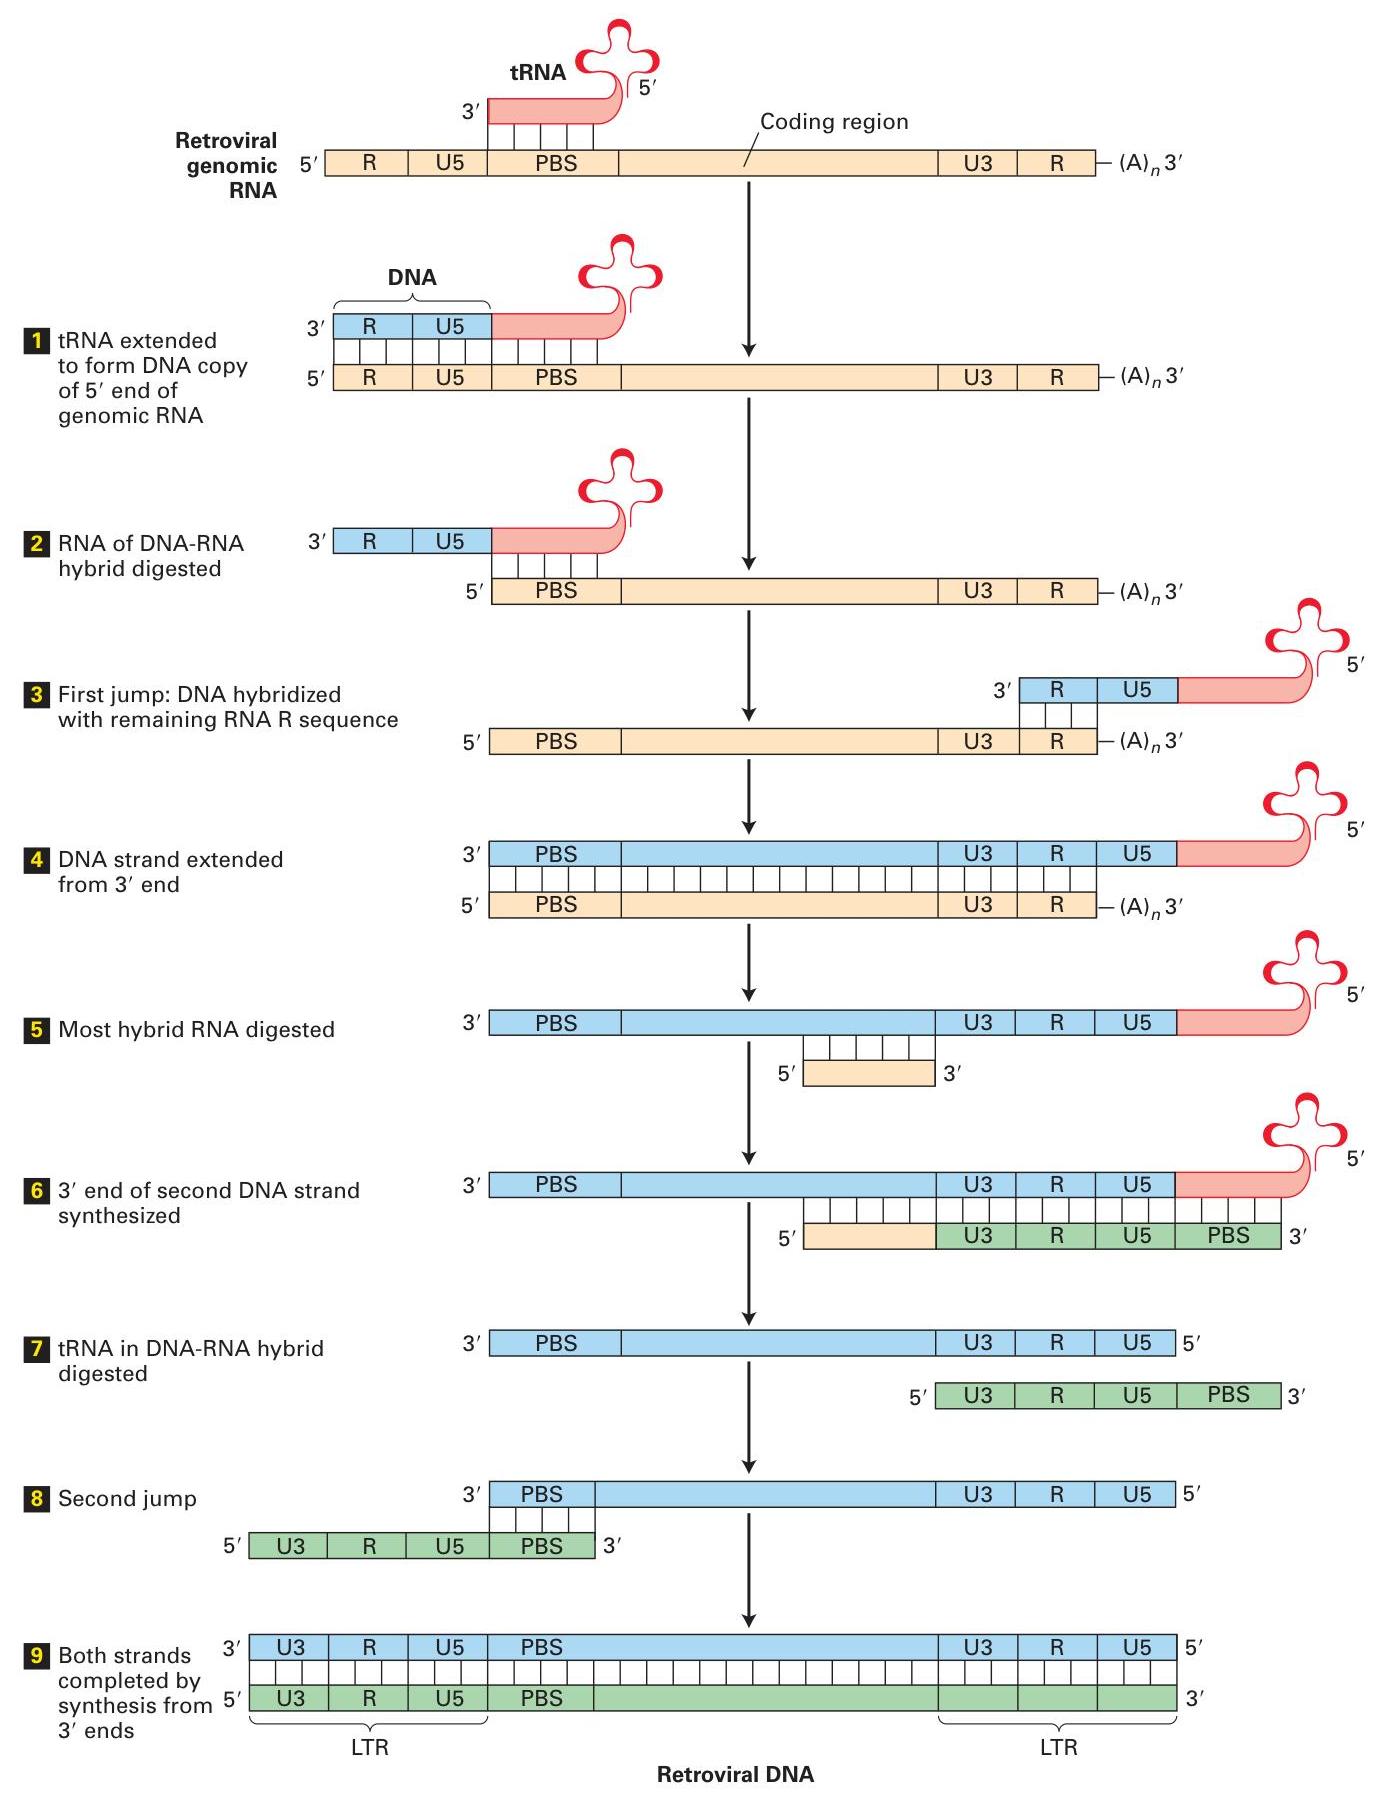 tRNA
5′
3′
Coding region
Retroviral
genomic
RNA
5′ R U5 PBS U3 R (A)n 3′
DNA
1 tRNA extended
to form DNA copy
of 5′ end of
genomic RNA
3′ R U5
5′ R U5 PBS U3 R (A)n 3′
2 RNA of DNA-RNA
hybrid digested
3′ R U5
5′ PBS U3 R (A)n 3′
5′
3 First jump: DNA hybridized
with remaining RNA R sequence
3′ R U5
5′ PBS U3 R (A)n 3′
5′
4 DNA strand extended
from 3′ end
3′ PBS U3 R U5
5′ PBS U3 R (A)n 3′
5′
5 Most hybrid RNA digested
3′ PBS U3 R U5
5′ 3′
5′
6 3′ end of second DNA strand
synthesized
3′ PBS U3 R U5
5′ U3 R U5 PBS 3′
7 tRNA in DNA-RNA hybrid
digested
3′ PBS U3 R U5 5′
5′ U3 R U5 PBS 3′
8 Second jump
3′ PBS U3 R U5 5′
5′ U3 R U5 PBS 3′
9 Both strands
completed by
synthesis from
3′ ends
3′ U3 R U5 PBS U3 R U5 5′
5′ U3 R U5 PBS 3′
LTR LTR
Retroviral DNA